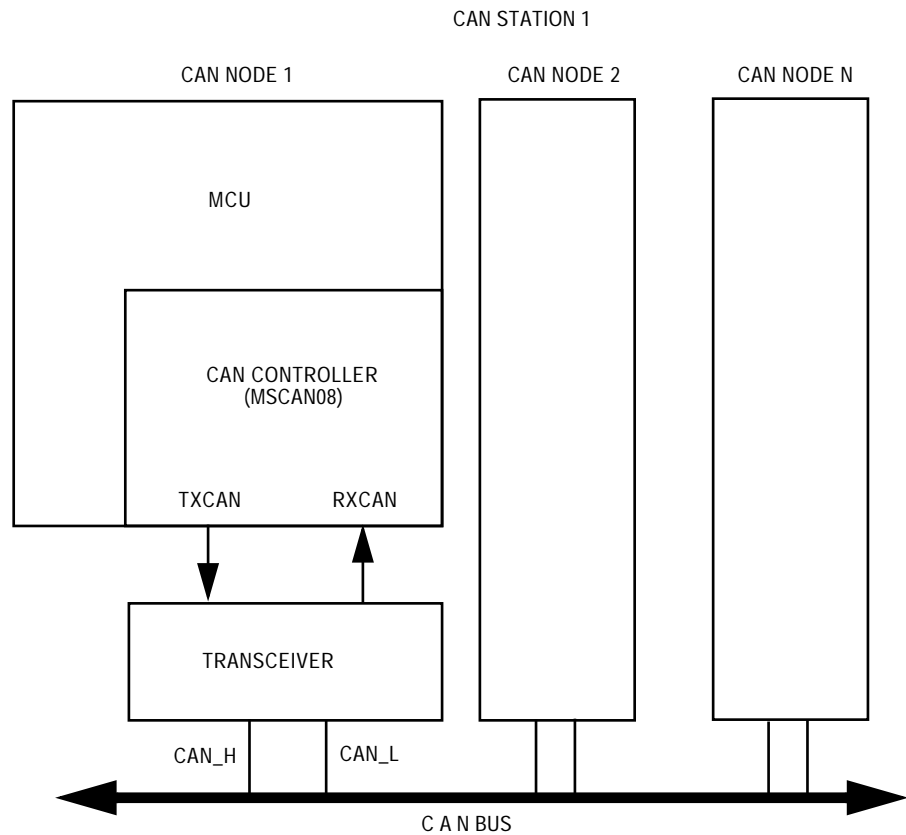 CAN STATION 1
CAN NODE 1
CAN NODE 2
CAN NODE N
MCU
CAN CONTROLLER
(MSCAN08)
TXCAN
RXCAN
TRANSCEIVER
CAN_H
CAN_L
C A N BUS